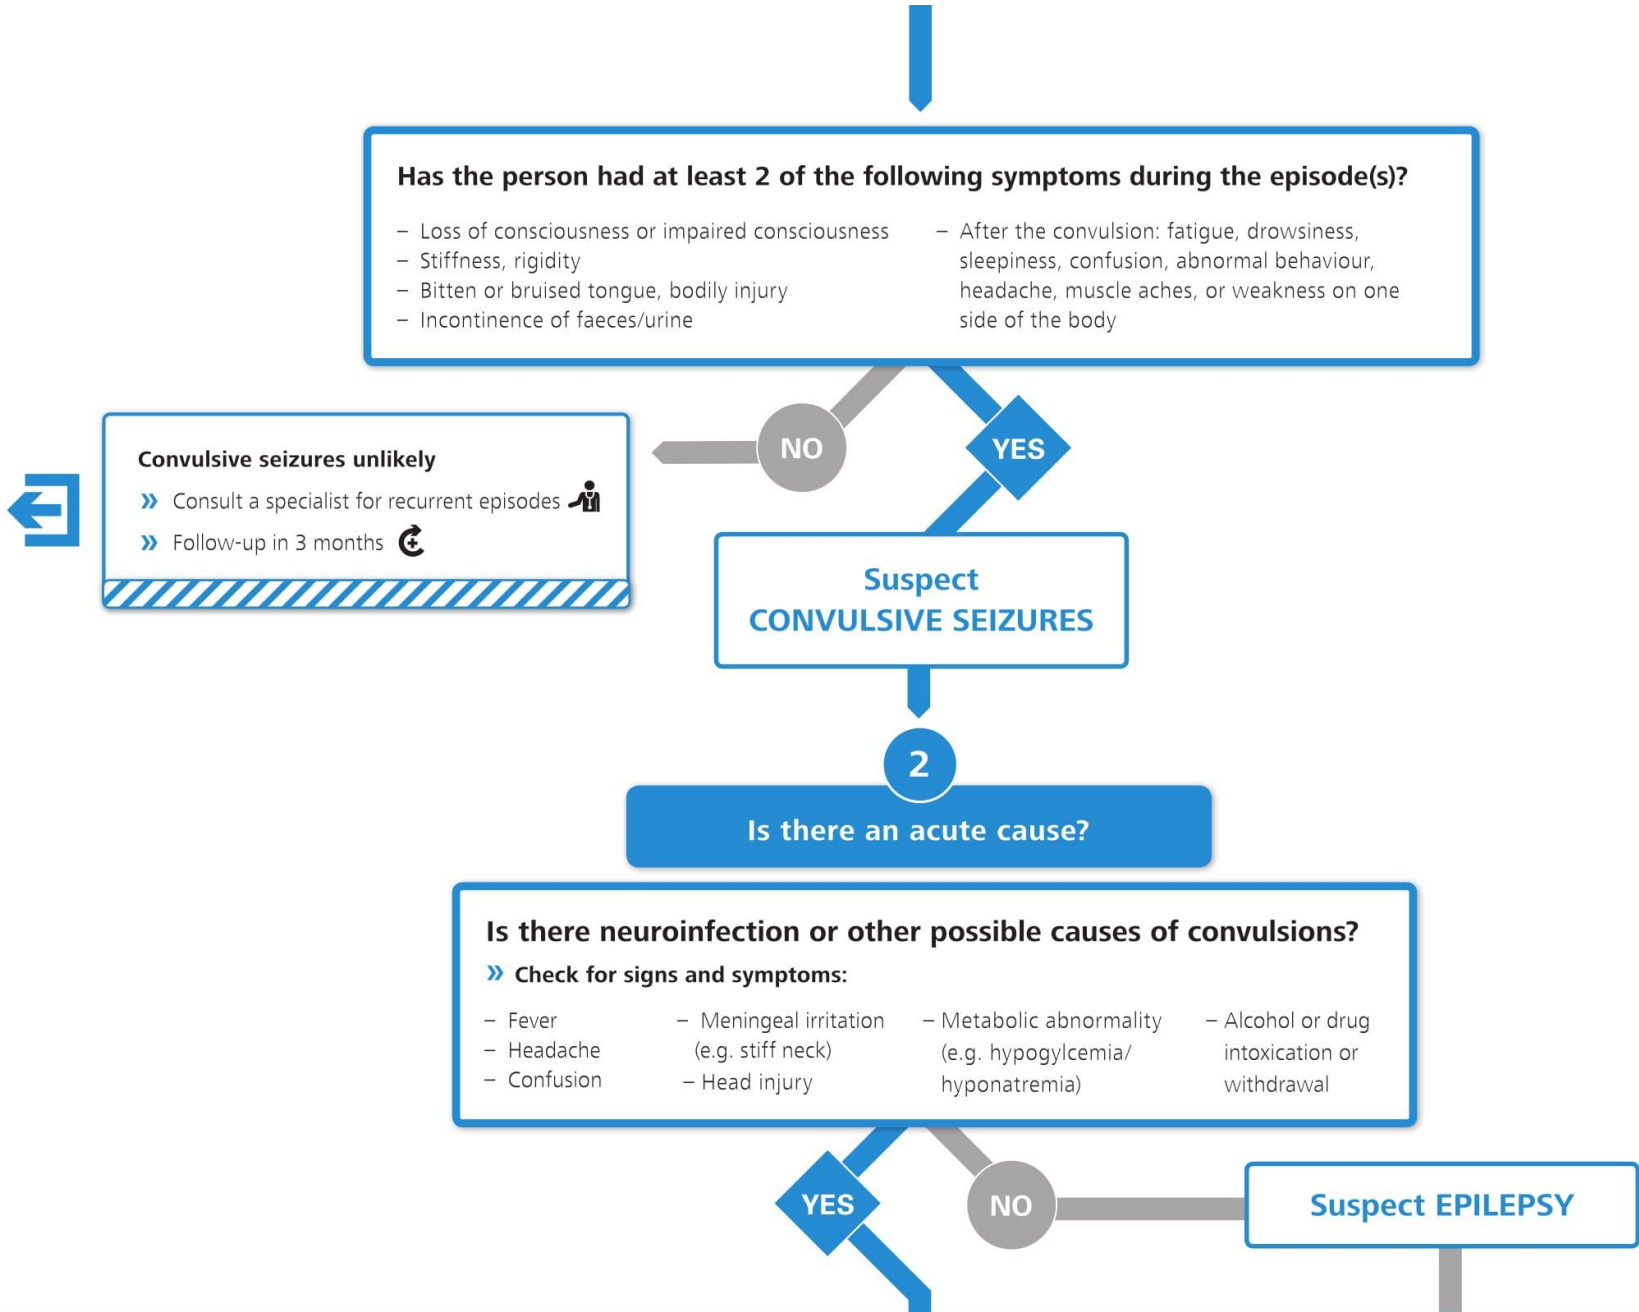 Has the person had at least 2 of the following symptoms during the episode(s)?
– Loss of consciousness or impaired consciousness
– Stiffness, rigidity
– Bitten or bruised tongue, bodily injury
– Incontinence of faeces/urine
– After the convulsion: fatigue, drowsiness,
sleepiness, confusion, abnormal behaviour,
headache, muscle aches, or weakness on one
side of the body
NO
YES
Convulsive seizures unlikely
» Consult a specialist for recurrent episodes
» Follow-up in 3 months
Suspect
CONVULSIVE SEIZURES
2
Is there an acute cause?
Is there neuroinfection or other possible causes of convulsions?
» Check for signs and symptoms:
– Fever
– Headache
– Confusion
– Meningeal irritation
(e.g. stiff neck)
– Head injury
– Metabolic abnormality
(e.g. hypogylcemia/
hyponatremia)
– Alcohol or drug
intoxication or
withdrawal
YES
NO
Suspect EPILEPSY